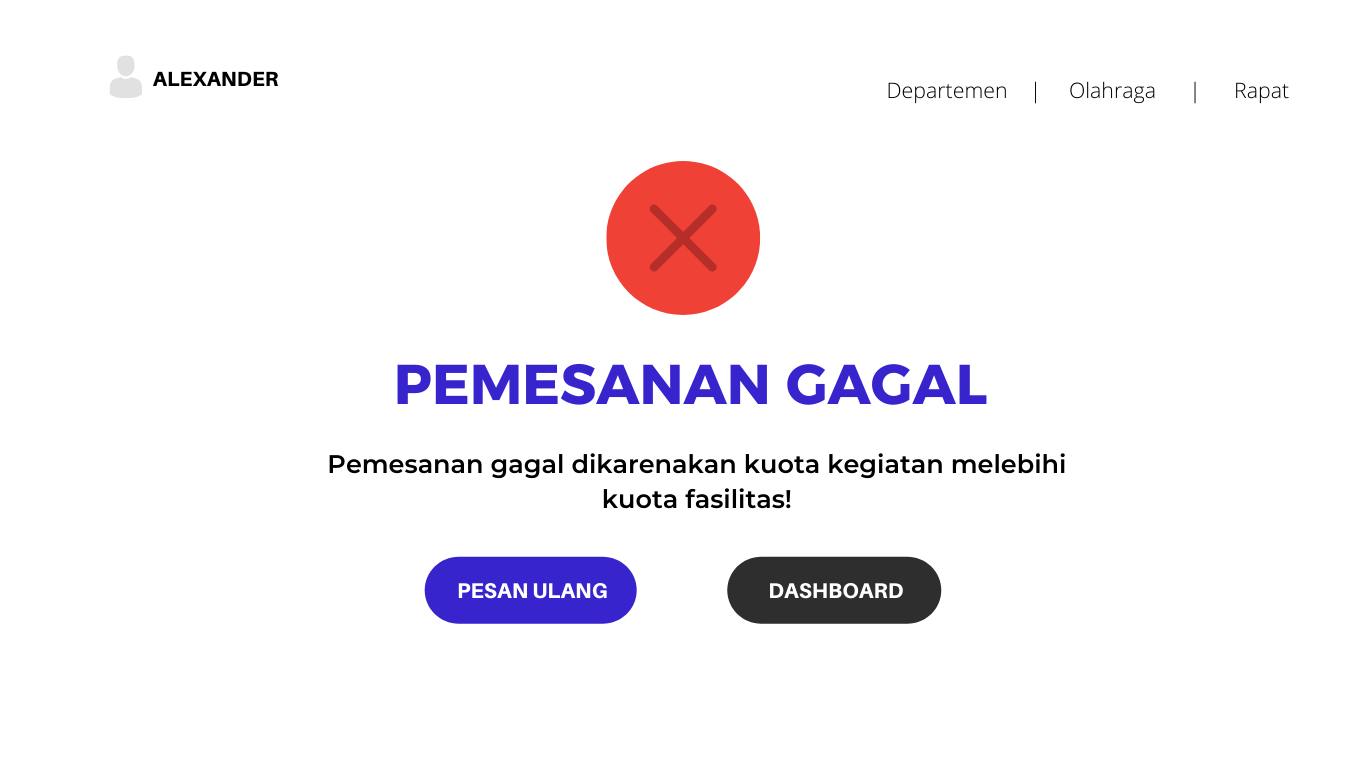 ALEXANDER
Departemen | Olahraga | Rapat
PEMESANAN GAGAL
Pemesanan gagal dikarenakan kuota kegiatan melebihi
kuota fasilitas!
PESAN ULANG
DASHBOARD